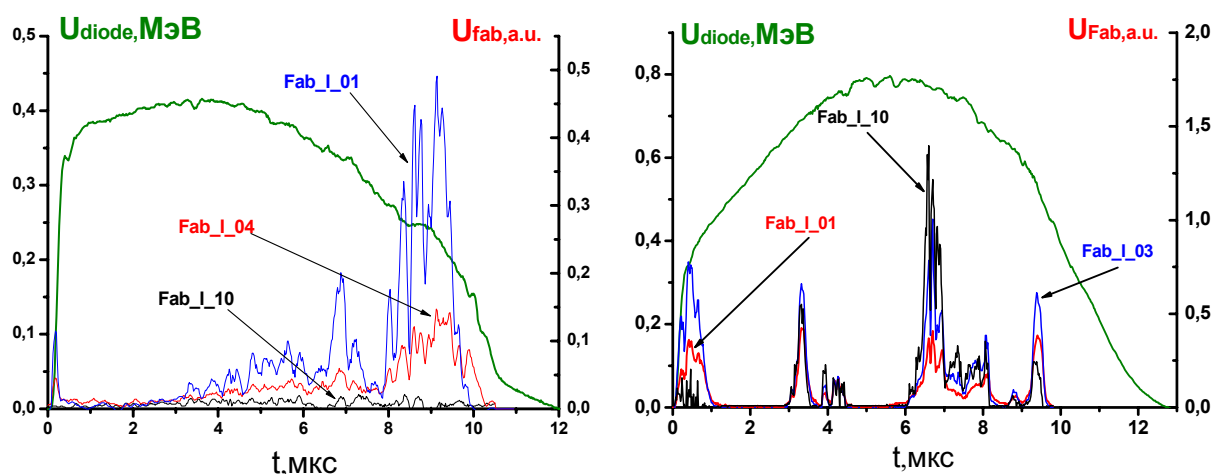 Udiode,МэВ
Ufab,a.u.
0,5
0,4
0,3
0,2
0,1
0,0
0,5
0,4
0,3
0,2
0,1
0,0
Fab_I_01
Fab_I_04
Fab_I_10
0 2 4 6 8 10 12
t,мкс
Udiode,МэВ
UFab,a.u.
0,8
0,6
0,4
0,2
0,0
2,0
1,5
1,0
0,5
0,0
Fab_I_10
Fab_I_01
Fab_I_03
0 2 4 6 8 10 12
t,мкс